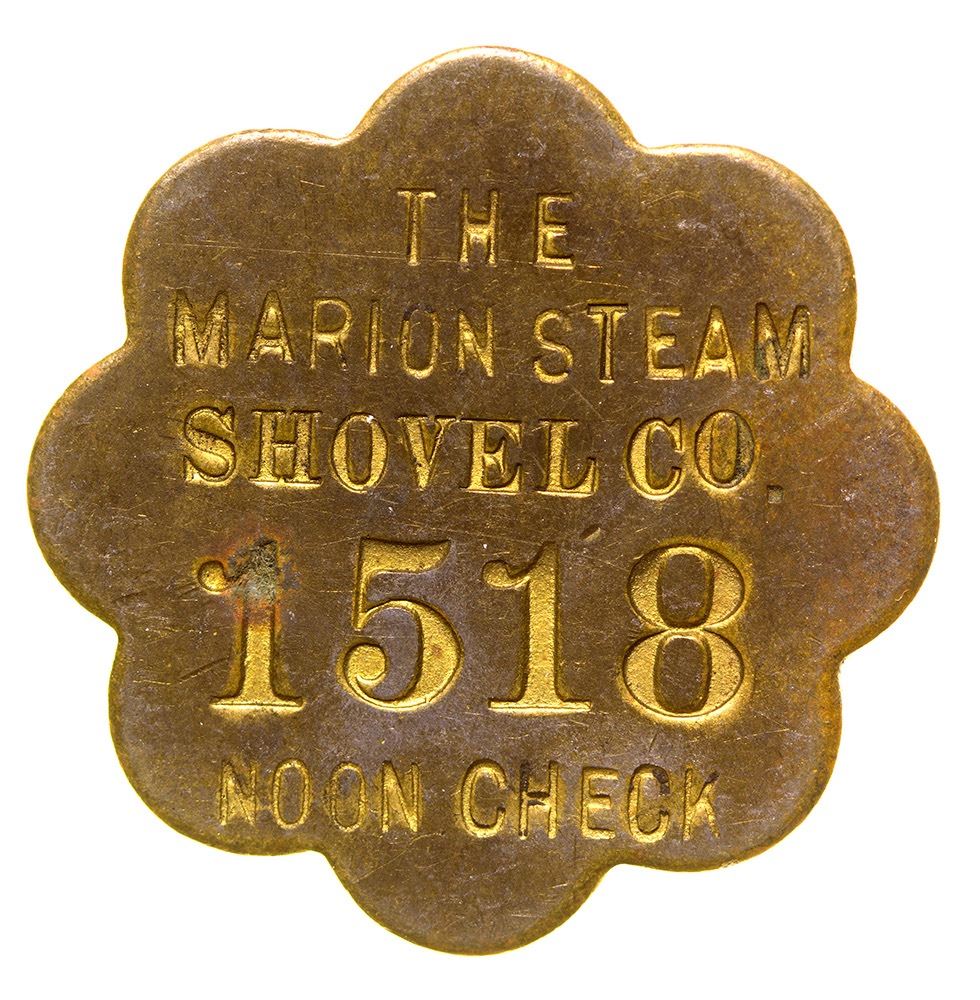 THE
MARION STEAM
SHOVEL CO.
1518
NOON CHECK